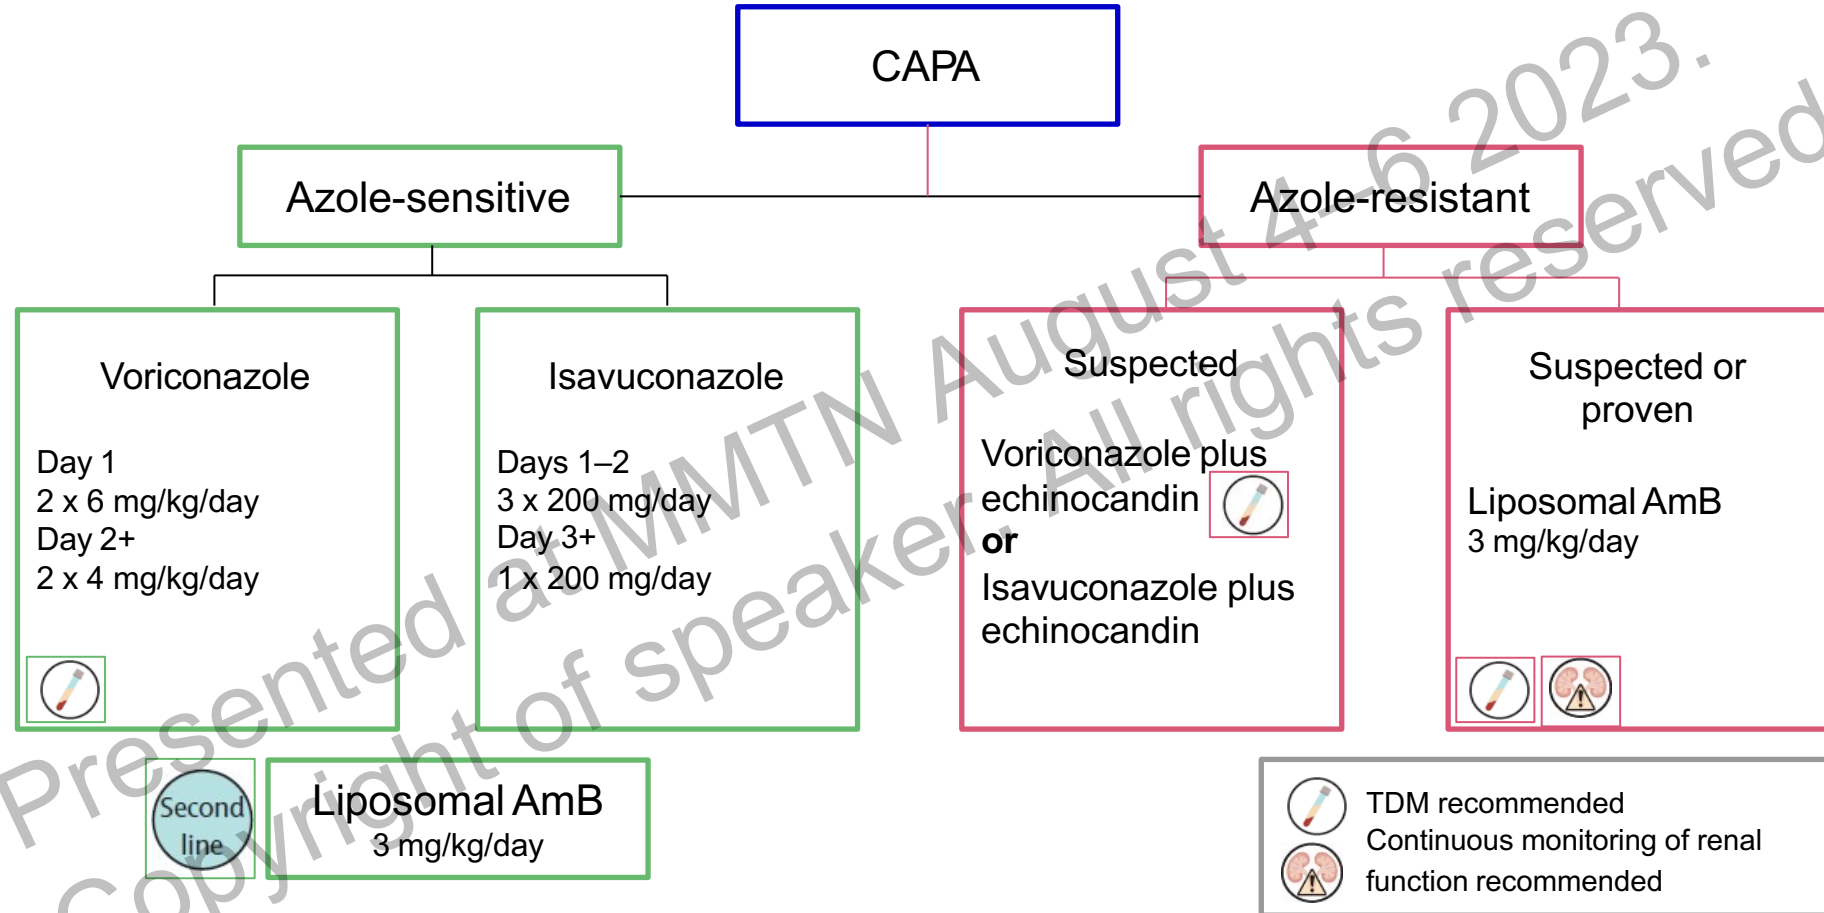 CAPA
Azole-sensitive
Azole-resistant
Voriconazole
Day 1
2 x 6 mg/kg/day
Day 2+
2 x 4 mg/kg/day
Isavuconazole
Days 1–2
3 x 200 mg/day
Day 3+
1 x 200 mg/day
Suspected
Voriconazole plus
echinocandin
or
Isavuconazole plus
echinocandin
Suspected or
proven
Liposomal AmB
3 mg/kg/day
Second
line
Liposomal AmB
3 mg/kg/day
TDM recommended
Continuous monitoring of renal
function recommended
Presented at MMTN August 4–6 2023.
Copyright of speaker. All rights reserved